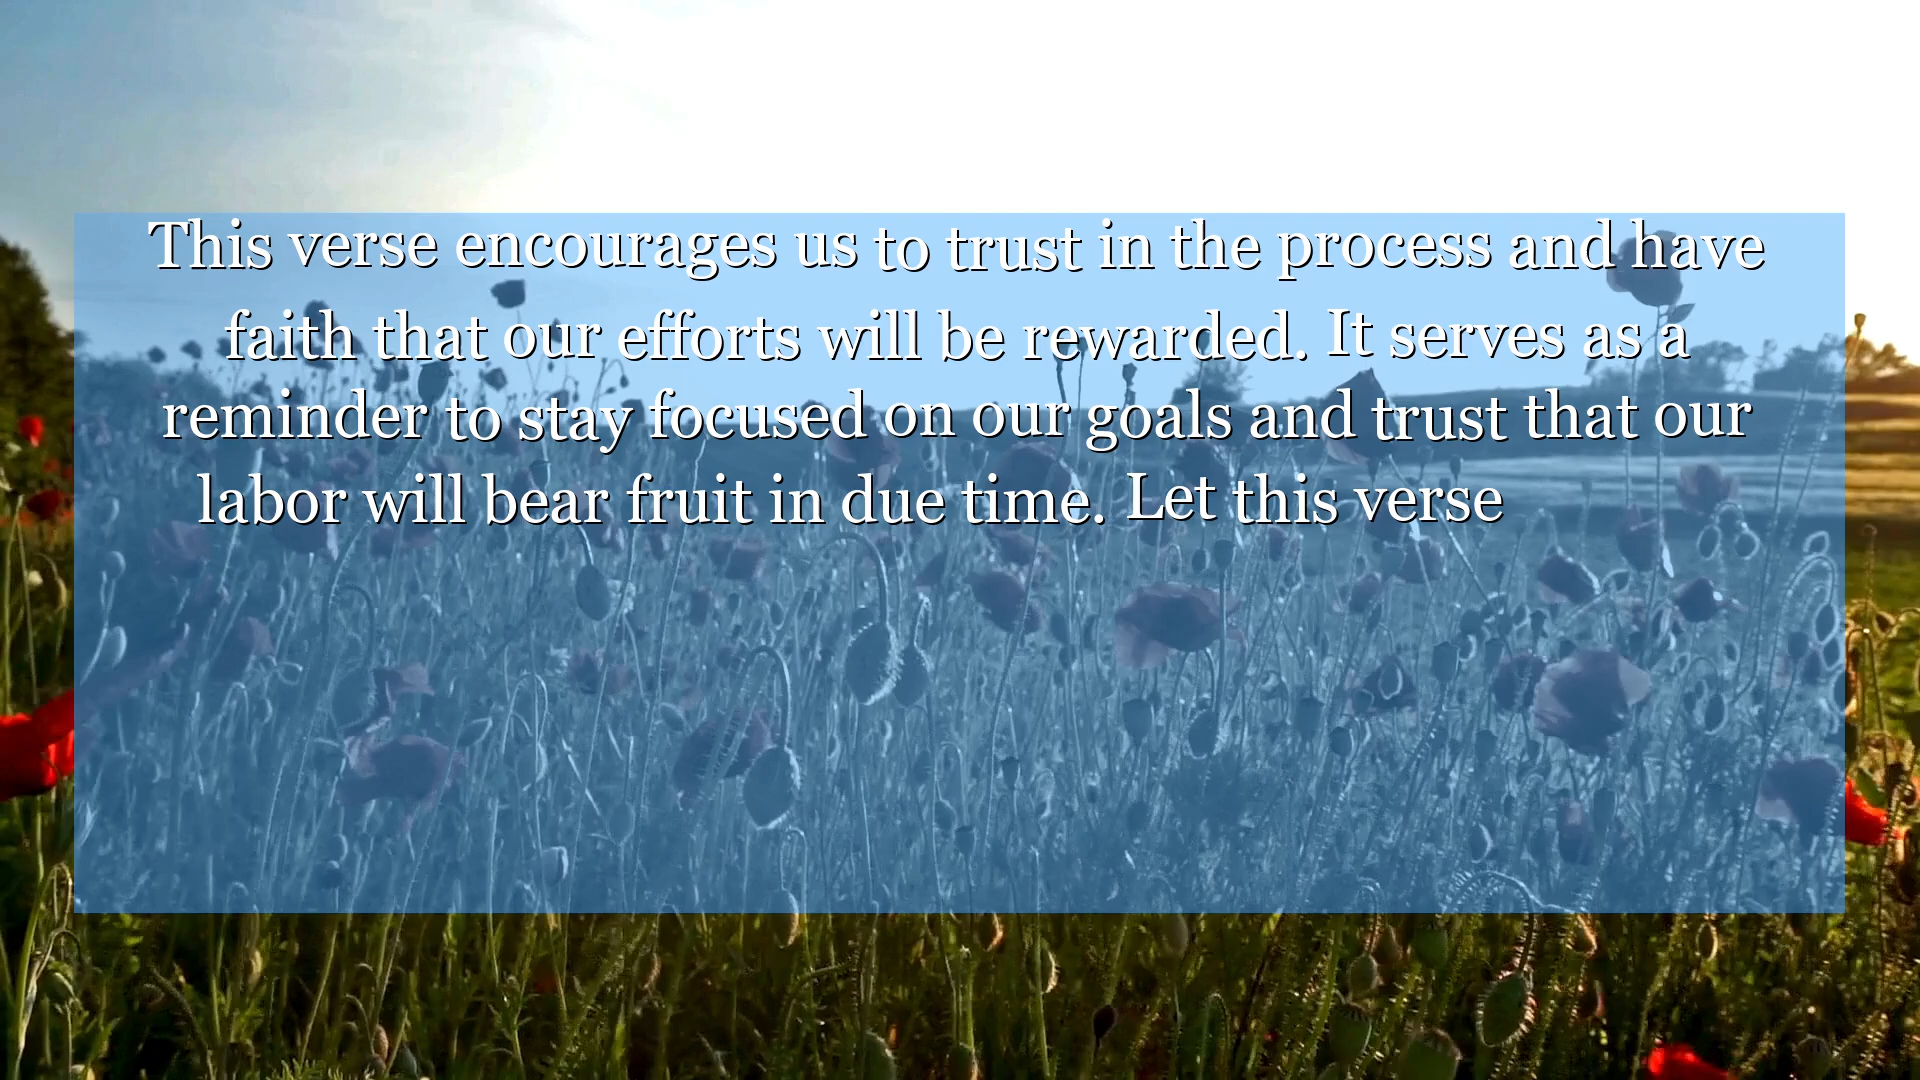 This verse encourages us to trust in the process and have
faith that our efforts will be rewarded. It serves as a
reminder to stay focused on our goals and trust that our
labor will bear fruit in due time. Let this verse